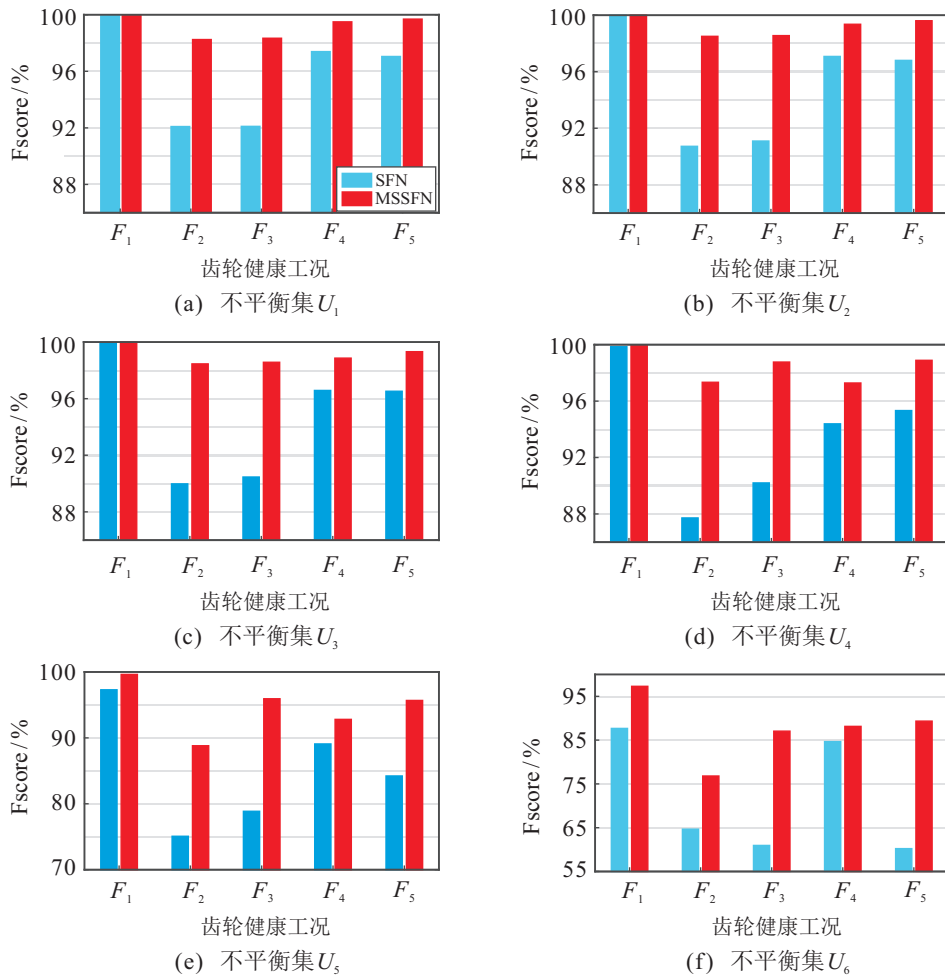 100
96
92
88
Fscore/%
SFN
MSSFN
F₁ F₂ F₃ F₄ F₅
齿轮健康工况
(a) 不平衡集U₁
100
96
92
88
Fscore/%
F₁ F₂ F₃ F₄ F₅
齿轮健康工况
(b) 不平衡集U₂
100
96
92
88
Fscore/%
F₁ F₂ F₃ F₄ F₅
齿轮健康工况
(c) 不平衡集U₃
100
96
92
88
Fscore/%
F₁ F₂ F₃ F₄ F₅
齿轮健康工况
(d) 不平衡集U₄
100
90
80
70
Fscore/%
F₁ F₂ F₃ F₄ F₅
齿轮健康工况
(e) 不平衡集U₅
95
85
75
65
55
Fscore/%
F₁ F₂ F₃ F₄ F₅
齿轮健康工况
(f) 不平衡集U₆